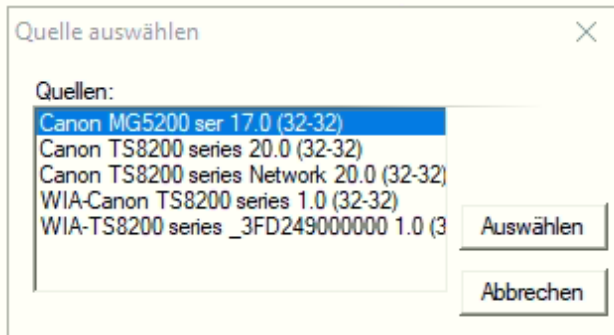 Quelle auswählen
Quellen:
Canon MG5200 ser 17.0 (32-32)
Canon TS8200 series 20.0 (32-32)
Canon TS8200 series Network 20.0 (32-32)
WIA-Canon TS8200 series 1.0 (32-32)
WIA-TS8200 series _3FD249000000 1.0 (3
Auswählen
Abbrechen